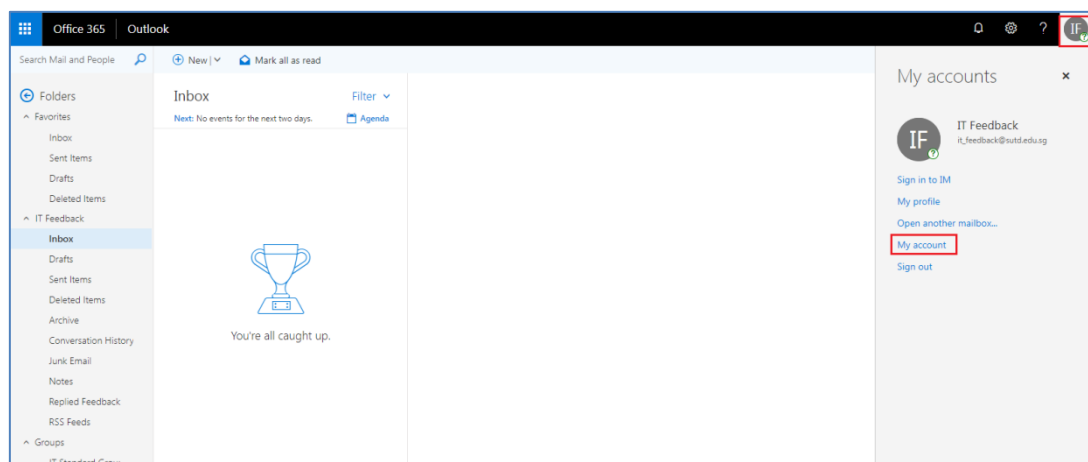 Office 365 Outlook
?
IF
Search Mail and People
New
Mark all as read
Folders
Favorites
Inbox
Sent Items
Drafts
Deleted Items
IT Feedback
Inbox
Drafts
Sent Items
Deleted Items
Archive
Conversation History
Junk Email
Notes
Replied Feedback
RSS Feeds
Groups
Inbox
Filter
Next: No events for the next two days.
Agenda
You're all caught up.
My accounts
×
IF
?
IT Feedback
it_feedback@sutd.edu.sg
Sign in to IM
My profile
Open another mailbox...
My account
Sign out